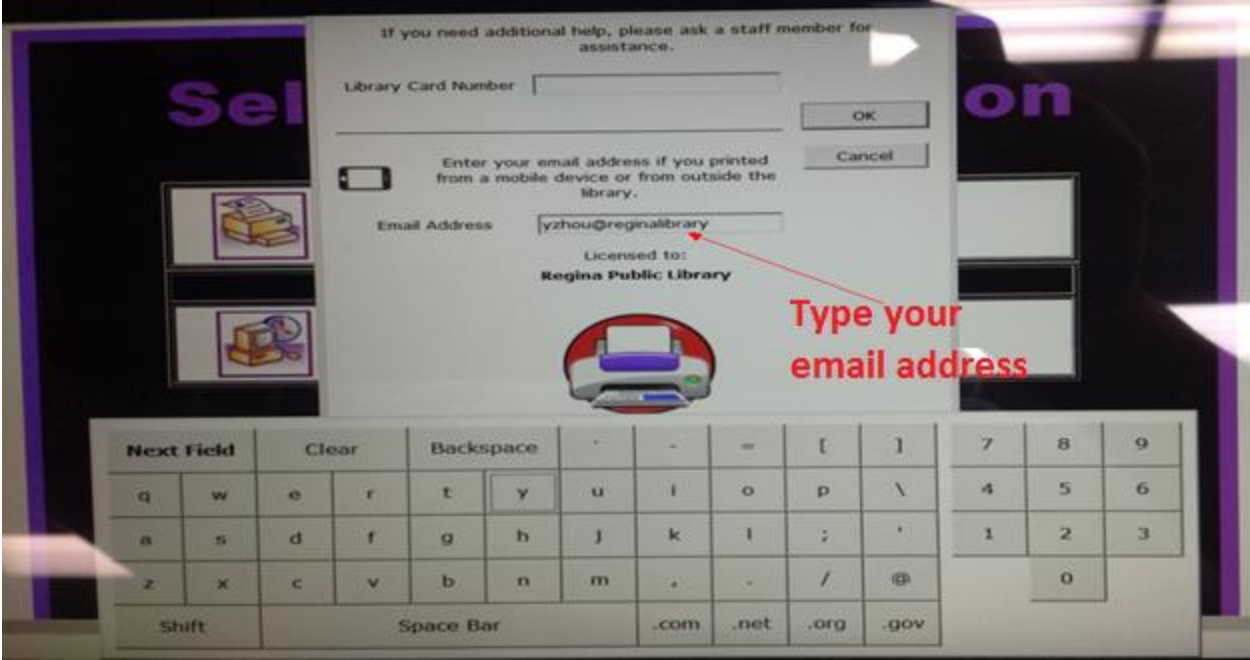 If you need additional help, please ask a staff member for
assistance.
Library Card Number
Sel
on
OK
Enter your email address if you printed
from a mobile device or from outside the
library.
Cancel
Email Address
yzhou@reginalibrary
Licensed to:
Regina Public Library
Type your
email address
Next Field Clear Backspace ` - = [ ] 7 8 9
q w e r t y u i o p \ 4 5 6
a s d f g h j k l ; ' 1 2 3
z x c v b n m , . / @ 0
Shift Space Bar .com .net .org .gov